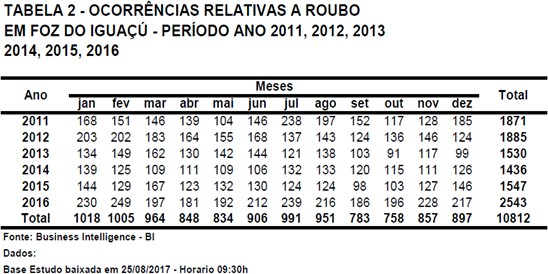 TABELA 2 - OCORRÊNCIAS RELATIVAS A ROUBO
EM FOZ DO IGUAÇÚ - PERÍODO ANO 2011, 2012, 2013
2014, 2015, 2016
Ano Meses Total
jan fev mar abr mai jun jul ago set out nov dez
2011 168 151 146 139 104 146 238 197 152 117 128 185 1871
2012 203 202 183 164 155 168 137 143 124 136 146 124 1885
2013 134 149 162 130 142 144 121 138 103 91 117 99 1530
2014 139 125 109 111 109 106 132 133 120 115 111 126 1436
2015 144 129 167 123 132 130 124 124 98 103 127 146 1547
2016 230 249 197 181 192 212 239 216 186 196 228 217 2543
Total 1018 1005 964 848 834 906 991 951 783 758 857 897 10812
Fonte: Business Intelligence - BI
Dados:
Base Estudo baixada em 25/08/2017 - Horario 09:30h